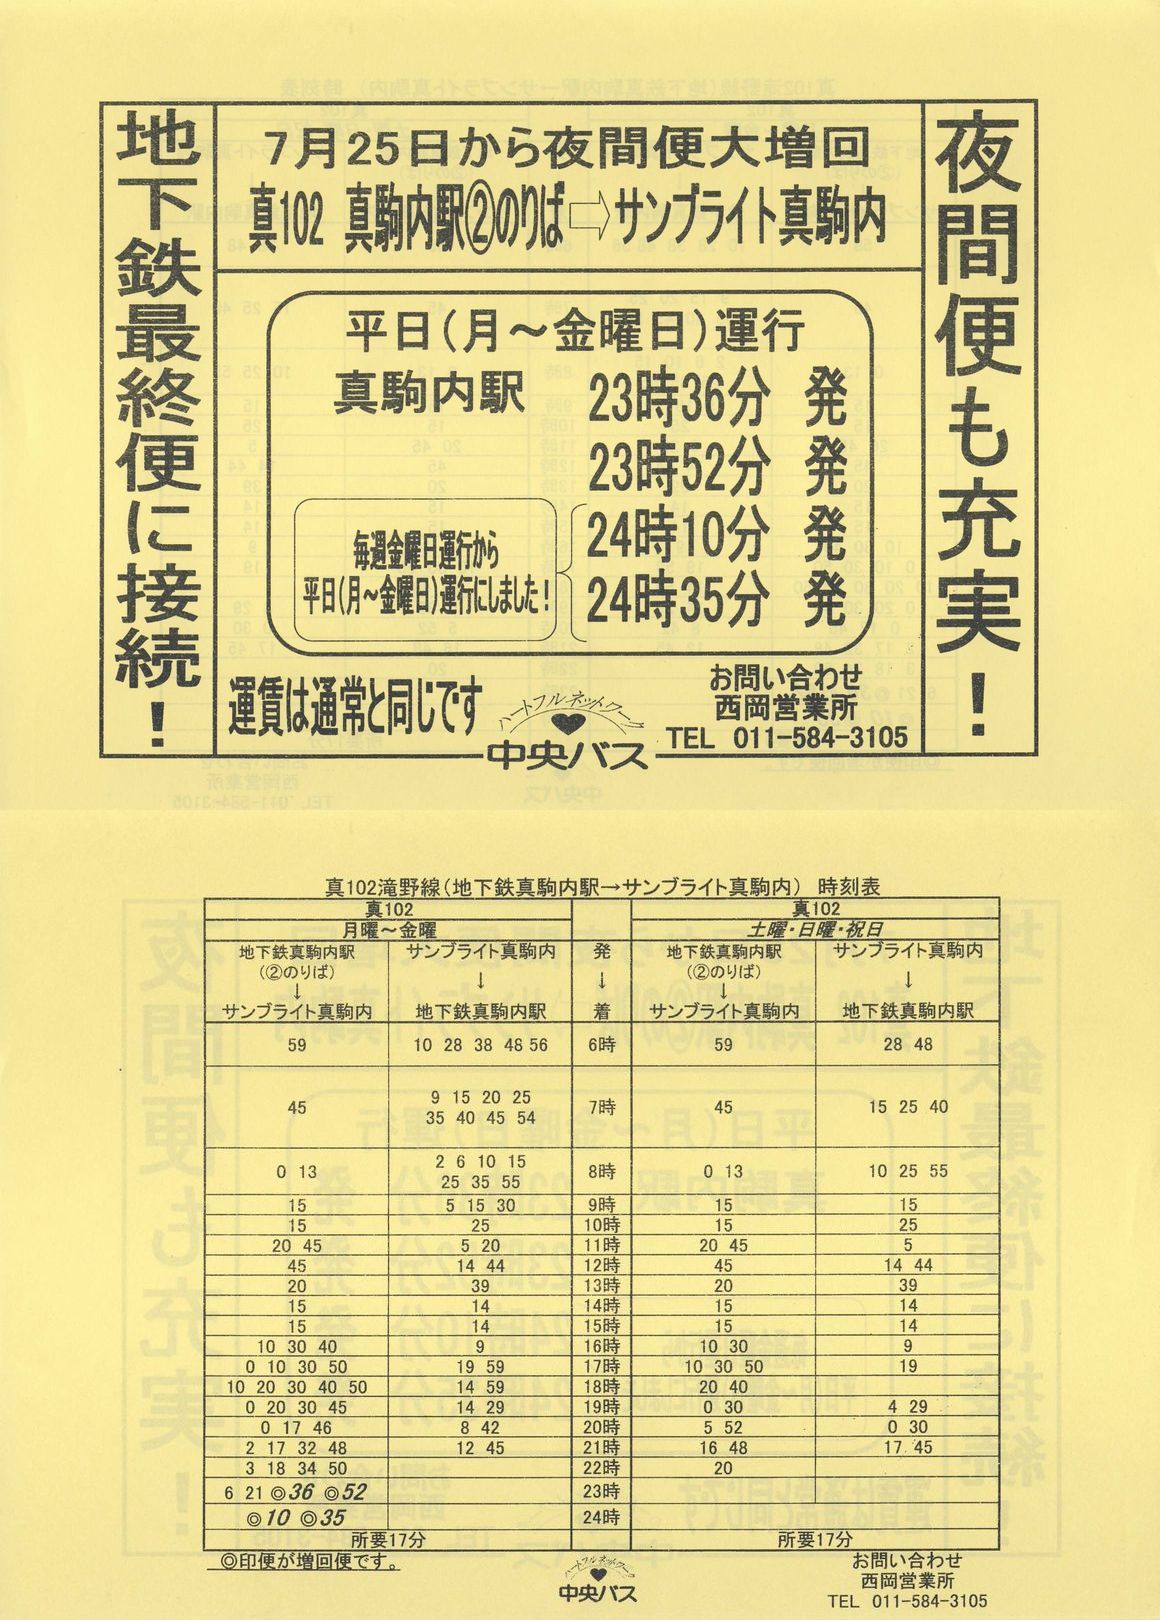 夜間便も充実！
7月25日から夜間便大増回
真102 真駒内駅②のりば⇨サンブライト真駒内
平日（月～金曜日）運行
真駒内駅 23時36分 発
23時52分 発
24時10分 発
24時35分 発
毎週金曜日運行から
平日（月～金曜日）運行にしました！
運賃は通常と同じです
ハートフルネットワーク
中央バス
お問い合わせ
西岡営業所
TEL 011-584-3105
地下鉄最終便に接続！
真102滝野線（地下鉄真駒内駅→サンブライト真駒内） 時刻表
真102 真102
月曜～金曜 土曜・日曜・祝日
地下鉄真駒内駅 サンブライト真駒内 発 地下鉄真駒内駅 サンブライト真駒内
（②のりば） ↓ ↓ （②のりば） ↓
↓ ↓
サンブライト真駒内 地下鉄真駒内駅 着 サンブライト真駒内 地下鉄真駒内駅
59 10 28 38 48 56 6時 59 28 48
45 9 15 20 25 35 40 45 54 7時 45 15 25 40
0 13 2 6 10 15 25 35 55 8時 0 13 10 25 55
15 5 15 30 9時 15 15
15 25 10時 15 25
20 45 5 20 11時 20 45 5
45 14 44 12時 45 14 44
20 39 13時 20 39
15 14 14時 15 14
15 14 15時 15 14
10 30 40 9 16時 10 30 9
0 10 30 50 19 59 17時 10 30 50 19
10 20 30 40 50 14 59 18時 20 40
0 20 30 45 14 29 19時 0 30 4 29
0 17 46 8 42 20時 5 52 0 30
2 17 32 48 12 45 21時 16 48 17 45
3 18 34 50 22時 20
6 21 ◎36 ◎52 23時
◎10 ◎35 24時
所要17分 所要17分
◎印便が増回便です。
ハートフルネットワーク
中央バス
お問い合わせ
西岡営業所
TEL 011-584-3105